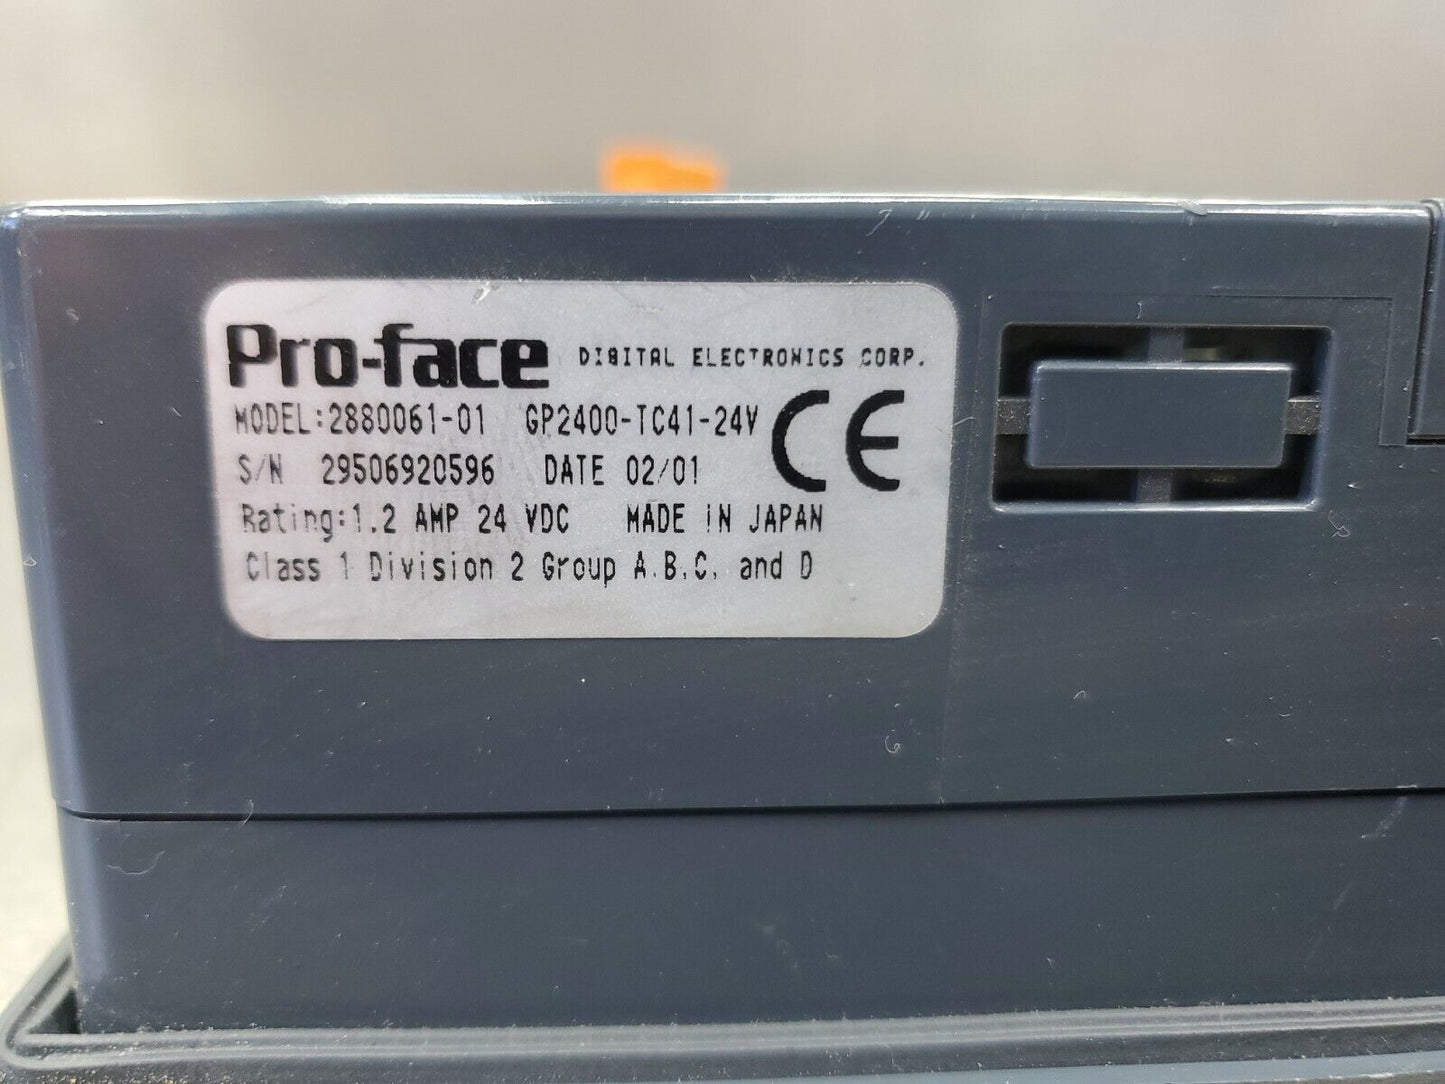 Pro-face DIGITAL ELECTRONICS CORP.
MODEL:2880061-01 GP2400-TC41-24V CE
S/N 29506920596 DATE 02/01
Rating:1.2 AMP 24 VDC MADE IN JAPAN
Class 1 Division 2 Group A.B.C. and D